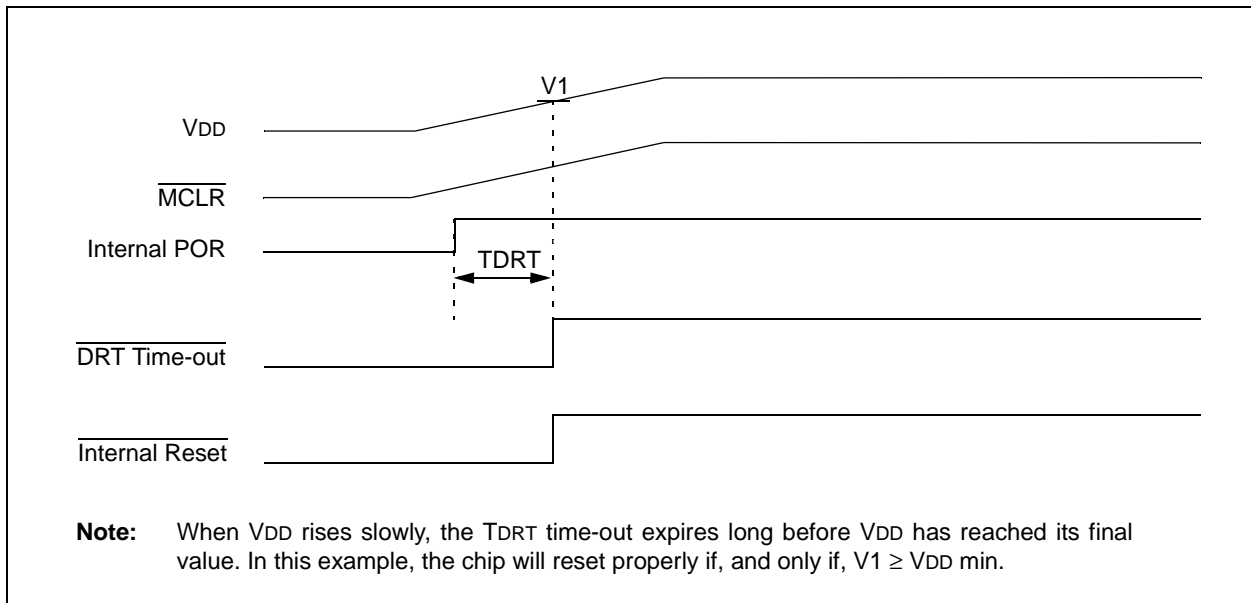 V1
VDD
MCLR
Internal POR
TDRT
DRT Time-out
Internal Reset
Note: When VDD rises slowly, the TDRT time-out expires long before VDD has reached its final
value. In this example, the chip will reset properly if, and only if, V1 ≥ VDD min.